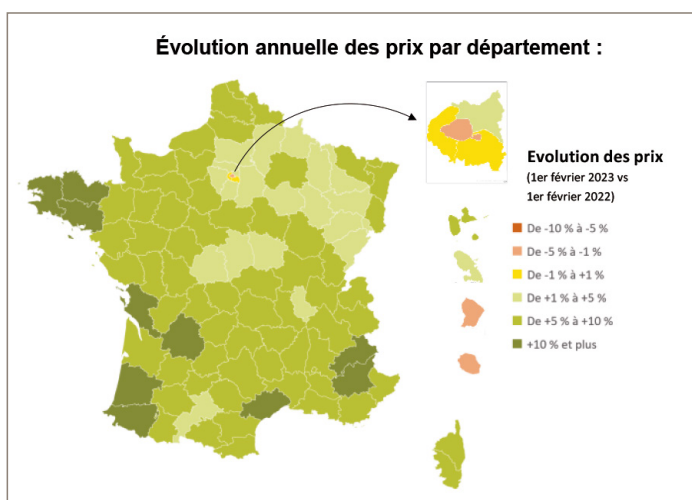 Évolution annuelle des prix par département :
Evolution des prix
(1er février 2023 vs
1er février 2022)
De -10 % à -5 %
De -5 % à -1 %
De -1 % à +1 %
De +1 % à +5 %
De +5 % à +10 %
+10 % et plus